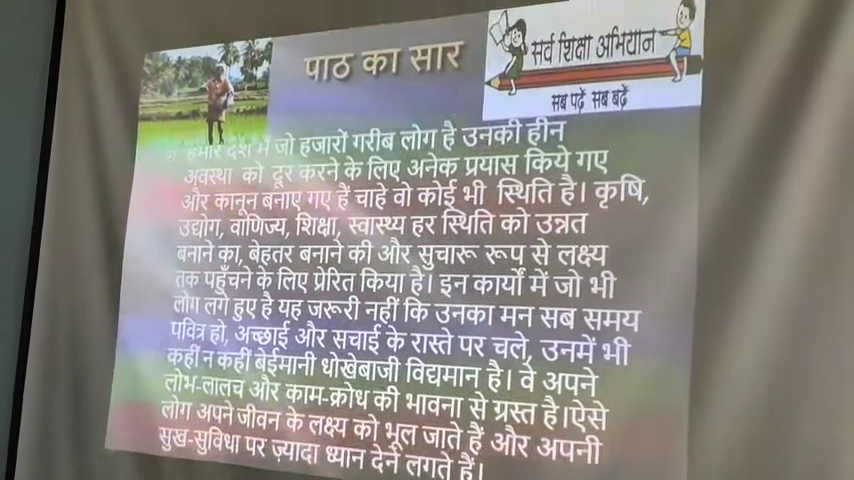 पाठ का सार
सर्व शिक्षा अभियान
सब पढ़ें सब बढ़ें
हमारे देश में जो हजारों गरीब लोग है उनकी हीन
अवस्था को दूर करने के लिए अनेक प्रयास किये गए
और कानून बनाए गए हैं चाहे वो कोई भी स्थिति है। कृषि,
उद्योग, वाणिज्य, शिक्षा, स्वास्थ्य हर स्थिति को उन्नत
बनाने का, बेहतर बनाने की और सुचारू रूप से लक्ष्य
तक पहुँचने के लिए प्रेरित किया है। इन कार्यों में जो भी
लोग लगे हुए है यह जरूरी नहीं कि उनका मन सब समय
पवित्र हो, अच्छाई और सचाई के रास्ते पर चले, उनमें भी
कहीं न कहीं बेईमानी धोखेबाजी विद्यमान है। वे अपने
लोभ-लालच और काम-क्रोध की भावना से ग्रस्त है।ऐसे
लोग अपने जीवन के लक्ष्य को भूल जाते हैं और अपनी
सुख-सुविधा पर ज़्यादा ध्यान देने लगते हैं।